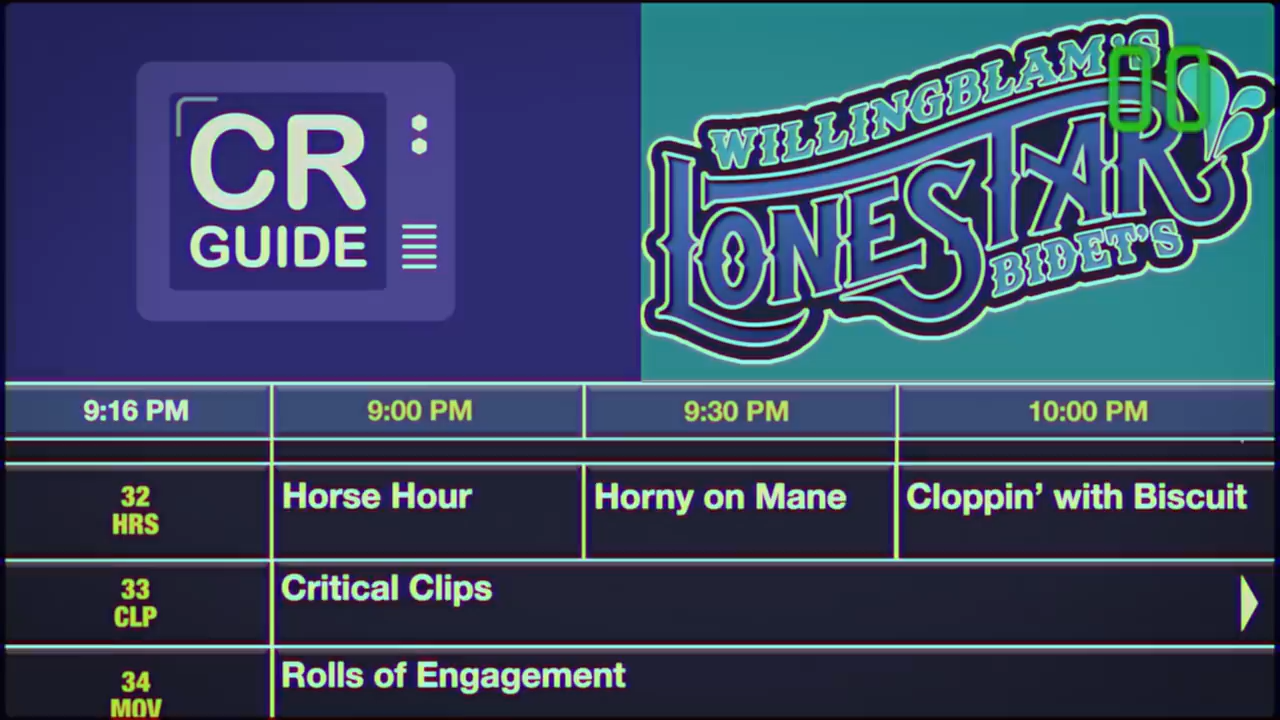 CR
GUIDE
WILLINGBLAM'S
LONESTAR
BIDET'S
00
9:16 PM
9:00 PM
9:30 PM
10:00 PM
32
HRS
Horse Hour
Horny on Mane
Cloppin’ with Biscuit
33
CLP
Critical Clips
34
MOV
Rolls of Engagement